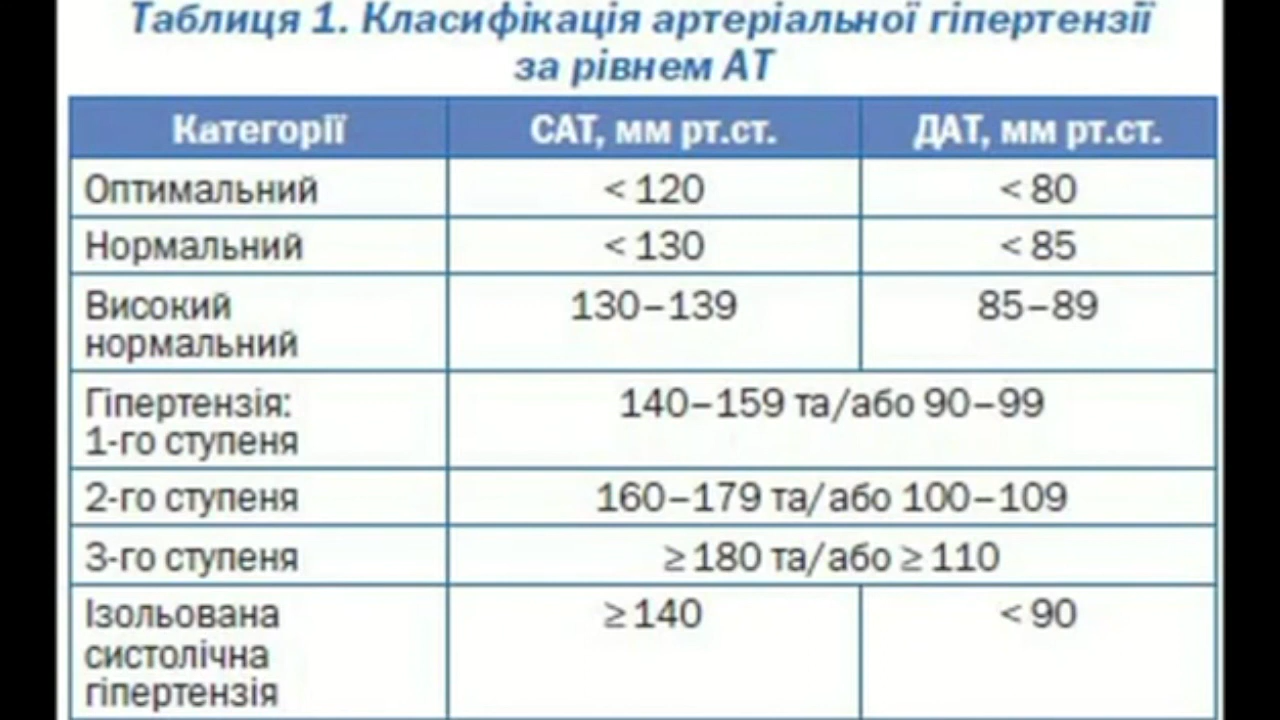 Таблиця 1. Класифікація артеріальної гіпертензії
за рівнем АТ
Категорії САТ, мм рт.ст. ДАТ, мм рт.ст.
Оптимальний < 120 < 80
Нормальний < 130 < 85
Високий 130–139 85–89
нормальний
Гіпертензія: 140–159 та/або 90–99
1-го ступеня
2-го ступеня 160–179 та/або 100–109
3-го ступеня ≥ 180 та/або ≥ 110
Ізольована ≥ 140 < 90
систолічна
гіпертензія